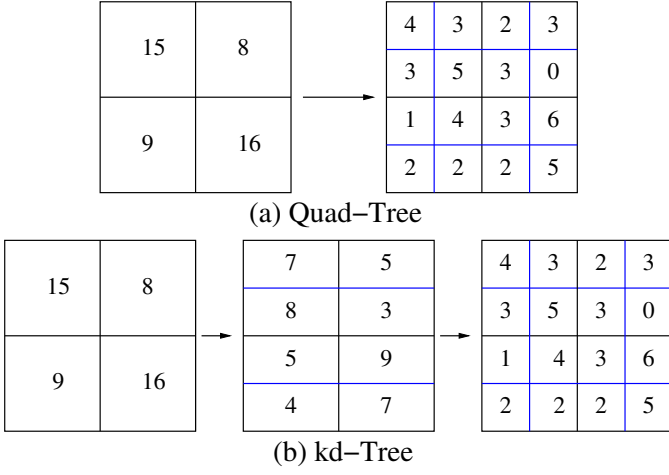 15 8 4 3 2 3
3 5 3 0
9 16 1 4 3 6
2 2 2 5
(a) Quad–Tree
15 8 7 5 4 3 2 3
8 3 3 5 3 0
9 16 5 9 1 4 3 6
4 7 2 2 2 5
(b) kd–Tree